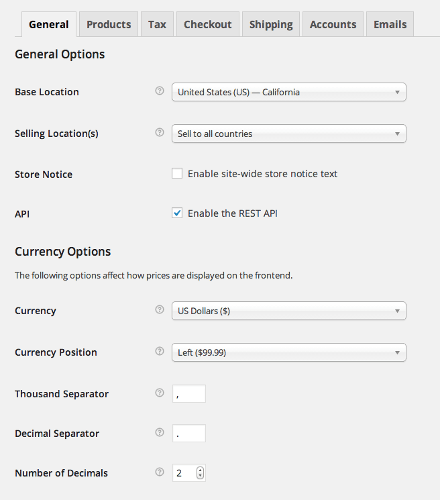 General Products Tax Checkout Shipping Accounts Emails
General Options
Base Location ? United States (US) — California
Selling Location(s) ? Sell to all countries
Store Notice Enable site-wide store notice text
API Enable the REST API
Currency Options
The following options affect how prices are displayed on the frontend.
Currency ? US Dollars ($)
Currency Position ? Left ($99.99)
Thousand Separator ? ,
Decimal Separator ? .
Number of Decimals ? 2